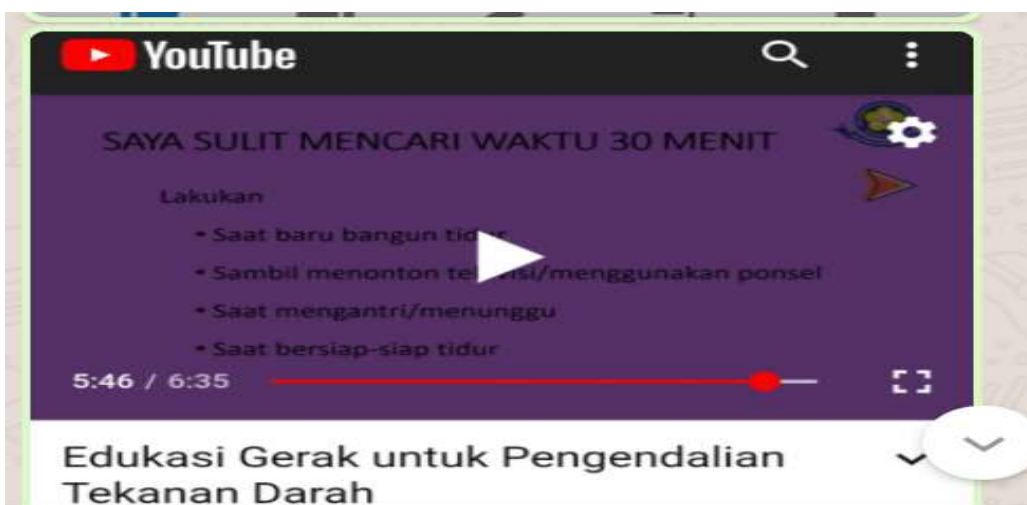 YouTube
SAYA SULIT MENCARI WAKTU 30 MENIT
Lakukan
• Saat baru bangun tidur
• Sambil menonton televisi/menggunakan ponsel
• Saat mengantri/menunggu
• Saat bersiap-siap tidur
5:46 / 6:35
Edukasi Gerak untuk Pengendalian
Tekanan Darah